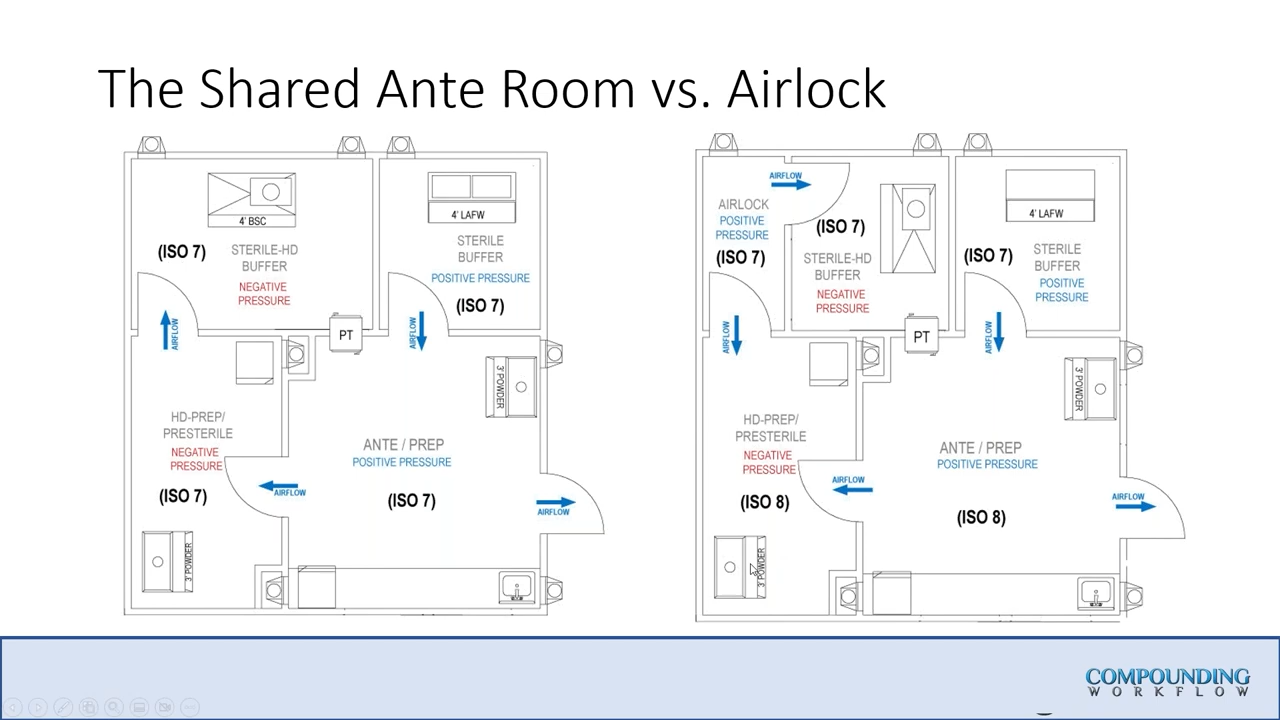 The Shared Ante Room vs. Airlock
4' BSC
(ISO 7)
STERILE-HD
BUFFER
NEGATIVE
PRESSURE
AIRFLOW
4' LAFW
STERILE
BUFFER
POSITIVE PRESSURE
(ISO 7)
AIRFLOW
PT
3' POWDER
HD-PREP/
PRESTERILE
NEGATIVE
PRESSURE
(ISO 7)
AIRFLOW
3' POWDER
ANTE / PREP
POSITIVE PRESSURE
(ISO 7)
AIRFLOW
AIRFLOW
AIRLOCK
POSITIVE
PRESSURE
(ISO 7)
AIRFLOW
(ISO 7)
STERILE-HD
BUFFER
NEGATIVE
PRESSURE
4' LAFW
(ISO 7)
STERILE
BUFFER
POSITIVE
PRESSURE
AIRFLOW
PT
3' POWDER
HD-PREP/
PRESTERILE
NEGATIVE
PRESSURE
(ISO 8)
AIRFLOW
3' POWDER
ANTE / PREP
POSITIVE PRESSURE
(ISO 8)
AIRFLOW
COMPOUNDING
WORKFLOW